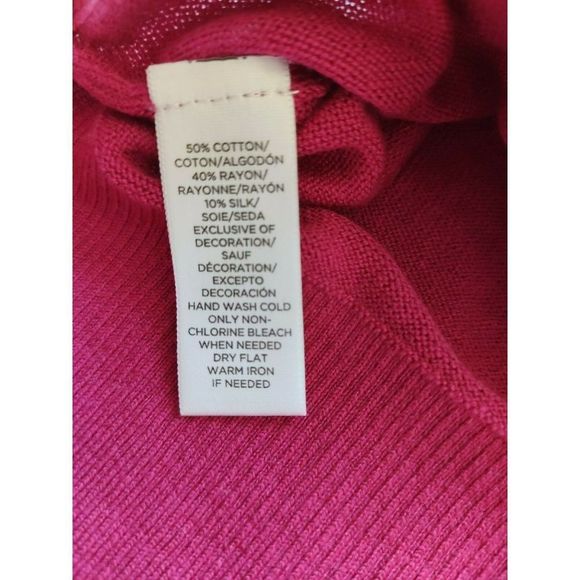 50% COTTON/
COTON/ALGODÓN
40% RAYON/
RAYONNE/RAYÓN
10% SILK/
SOIE/SEDA
EXCLUSIVE OF
DECORATION/
SAUF
DÉCORATION/
EXCEPTO
DECORACIÓN
HAND WASH COLD
ONLY NON-
CHLORINE BLEACH
WHEN NEEDED
DRY FLAT
WARM IRON
IF NEEDED